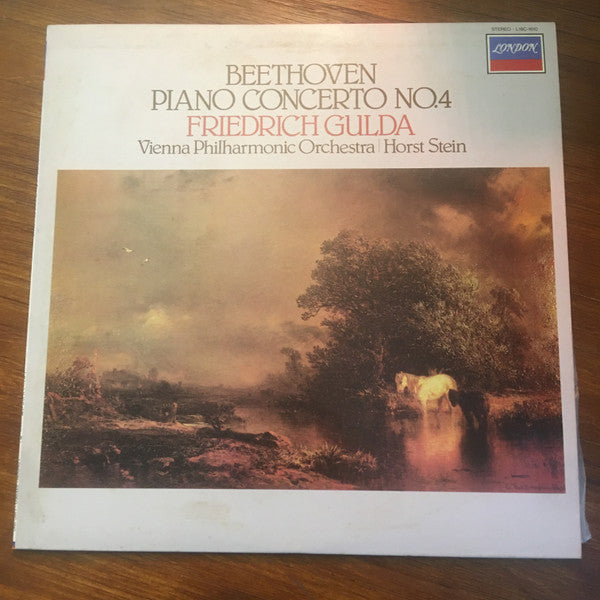 STEREO
LONDON
BEETHOVEN
PIANO CONCERTO NO.4
FRIEDRICH GULDA
Vienna Philharmonic Orchestra | Horst Stein